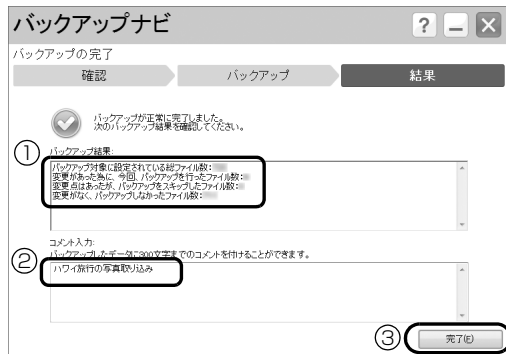 バックアップナビ
? － ×
バックアップの完了
確認 バックアップ 結果
バックアップが正常に完了しました。
次のバックアップ結果を確認してください。
①
バックアップ結果:
バックアップ対象に設定されている総ファイル数:
変更があった為に、今回、バックアップを行ったファイル数:
変更点はあったが、バックアップをスキップしたファイル数:
変更がなく、バックアップしなかったファイル数:
コメント入力:
バックアップしたデータに300文字までのコメントを付けることができます。
②
ハワイ旅行の写真取り込み
③ 完了(E)